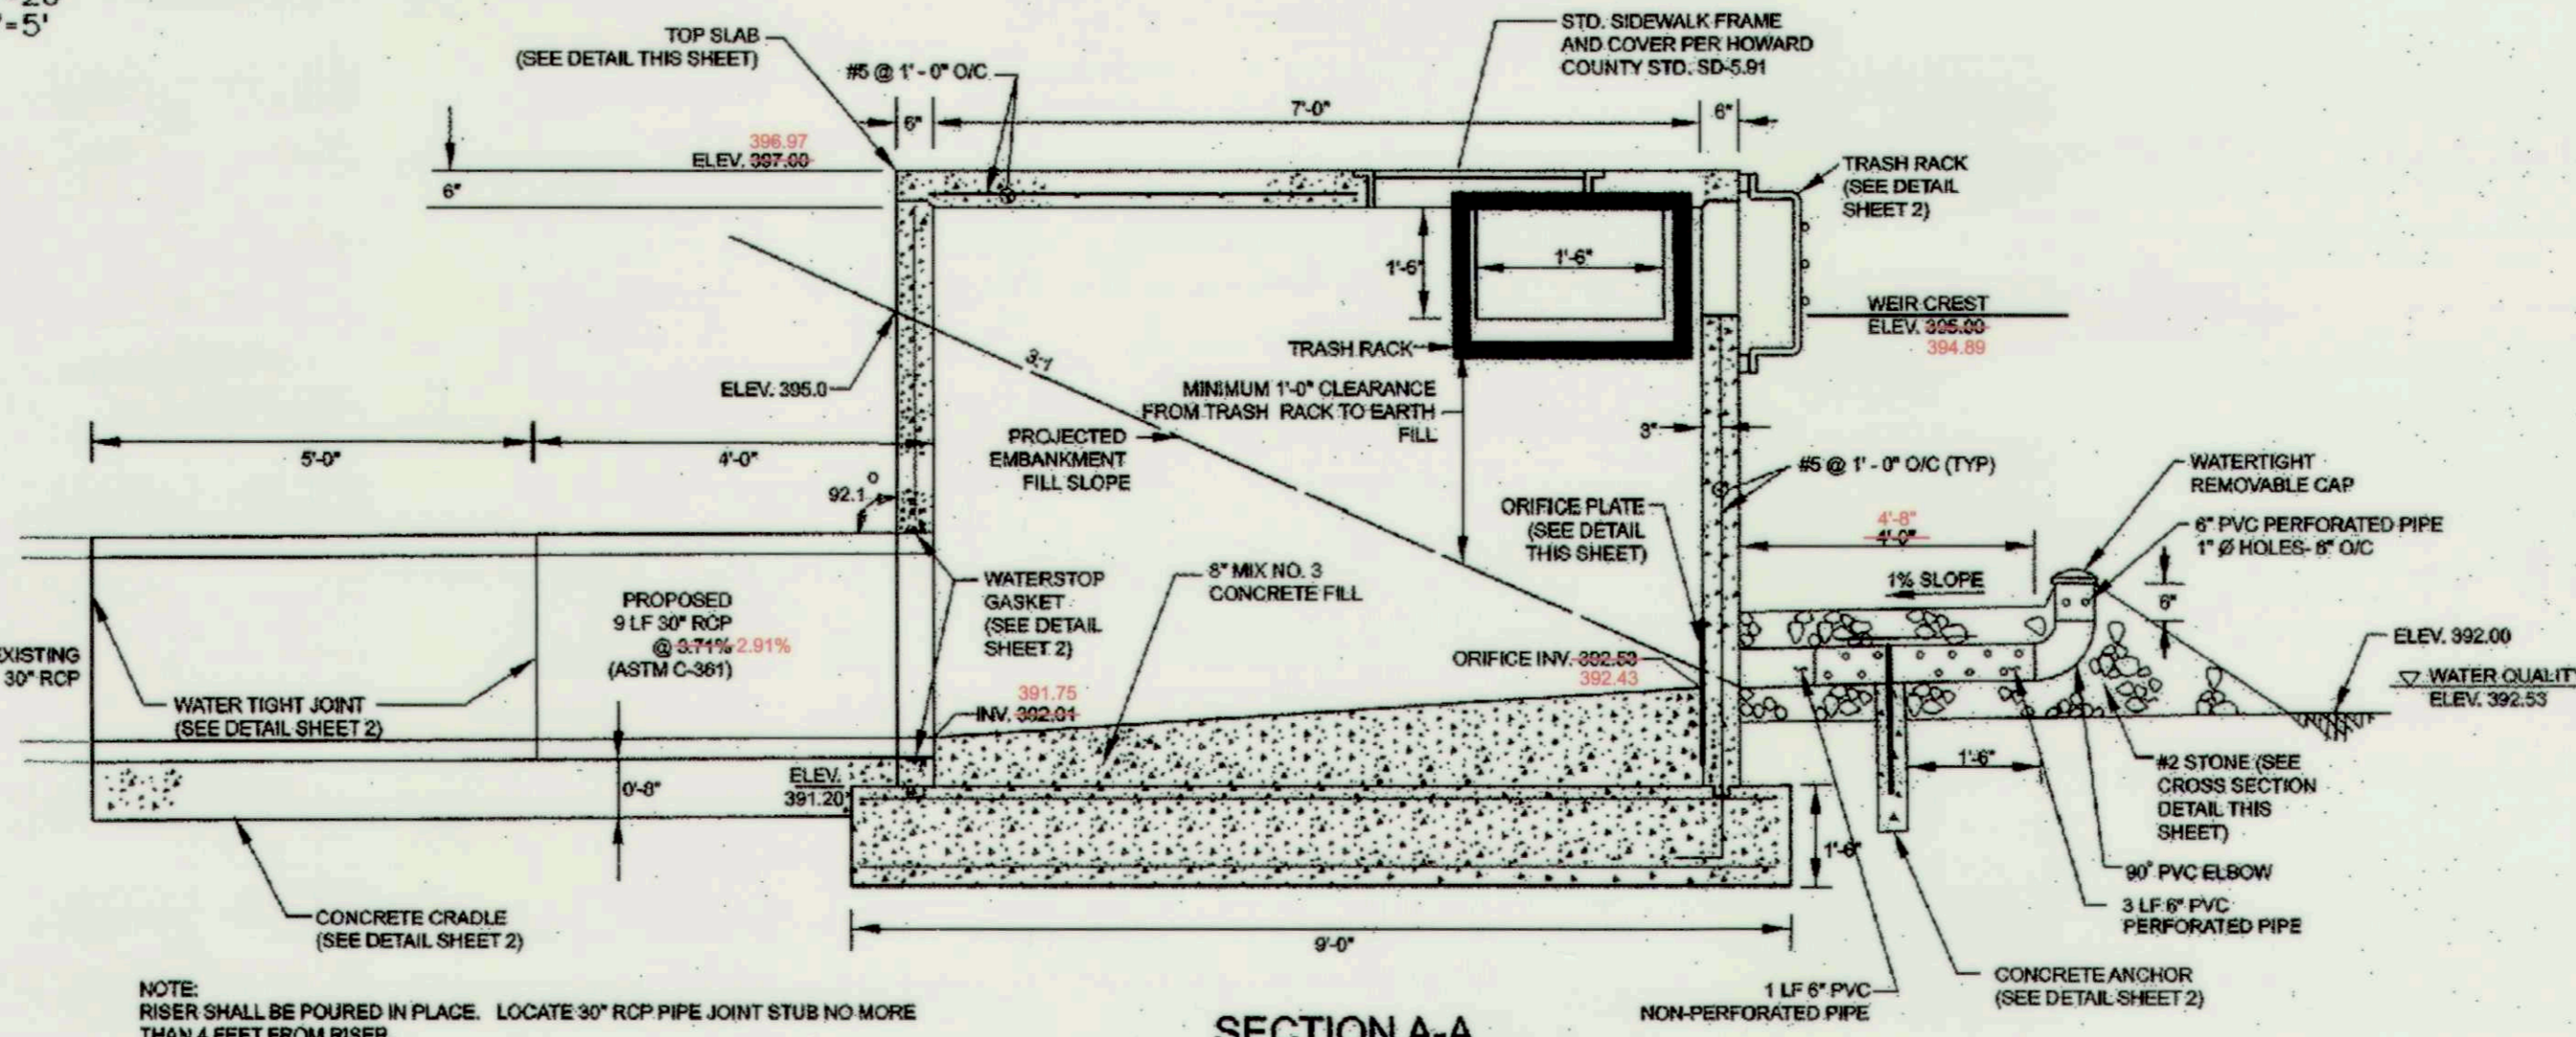 =5'
TOP SLAB
(SEE DETAIL THIS SHEET)
#5 @ 1' - 0" O/C
STD. SIDEWALK FRAME
AND COVER PER HOWARD
COUNTY STD. SD-5.91
6"
7'-0"
6"
396.97
ELEV. 397.00
6"
TRASH RACK
(SEE DETAIL
SHEET 2)
1'-6"
1'-6"
WEIR CREST
ELEV. 395.00
394.89
TRASH RACK
3:1
ELEV. 395.0
MINIMUM 1'-0" CLEARANCE
FROM TRASH RACK TO EARTH
FILL
3"
PROJECTED
EMBANKMENT
FILL SLOPE
5'-0"
4'-0"
92.1°
#5 @ 1' - 0" O/C (TYP)
WATERTIGHT
REMOVABLE CAP
ORIFICE PLATE
(SEE DETAIL
THIS SHEET)
4'-8"
4'-0"
6" PVC PERFORATED PIPE
1" Ø HOLES- 6" O/C
1% SLOPE
6"
WATERSTOP
GASKET
(SEE DETAIL
SHEET 2)
8" MIX NO. 3
CONCRETE FILL
PROPOSED
9 LF 30" RCP
@ 3.71% 2.91%
(ASTM C-361)
EXISTING
30" RCP
ELEV. 392.00
WATER QUALITY
ELEV. 392.53
ORIFICE INV. 392.53
392.43
WATER TIGHT JOINT
(SEE DETAIL SHEET 2)
391.75
INV. 392.01
ELEV.
391.20
0'-8"
1'-6"
#2 STONE (SEE
CROSS SECTION
DETAIL THIS
SHEET)
1'-6"
90° PVC ELBOW
3 LF 6" PVC
PERFORATED PIPE
CONCRETE CRADLE
(SEE DETAIL SHEET 2)
9'-0"
1 LF 6" PVC
NON-PERFORATED PIPE
CONCRETE ANCHOR
(SEE DETAIL SHEET 2)
NOTE:
RISER SHALL BE POURED IN PLACE. LOCATE 30" RCP PIPE JOINT STUB NO MORE
THAN 4 FEET FROM RISER
SECTION A-A